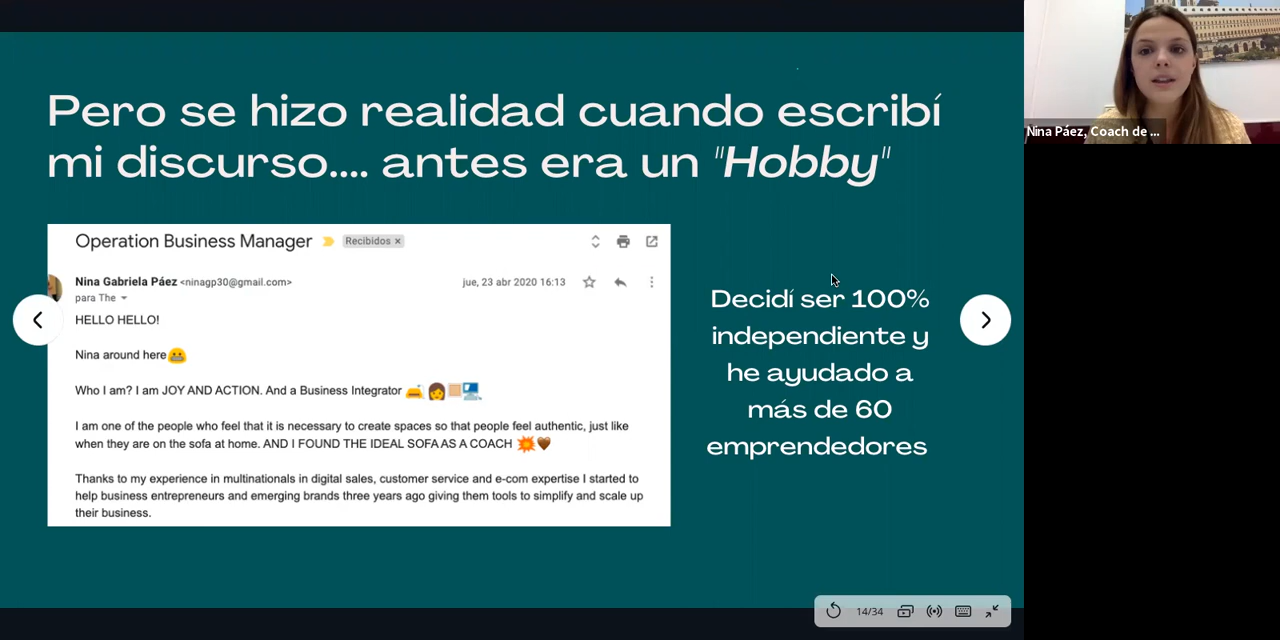 Pero se hizo realidad cuando escribí
mi discurso.... antes era un "Hobby"
Operation Business Manager
Recibidos ×
Nina Gabriela Páez <ninagp30@gmail.com>
jue, 23 abr 2020 16:13
para The
HELLO HELLO!
Nina around here😬
Who I am? I am JOY AND ACTION. And a Business Integrator
I am one of the people who feel that it is necessary to create spaces so that people feel authentic, just like
when they are on the sofa at home. AND I FOUND THE IDEAL SOFA AS A COACH 💥🤎
Thanks to my experience in multinationals in digital sales, customer service and e-com expertise I started to
help business entrepreneurs and emerging brands three years ago giving them tools to simplify and scale up
their business.
Decidí ser 100%
independiente y
he ayudado a
más de 60
emprendedores
14/34
Nina Páez, Coach de ...